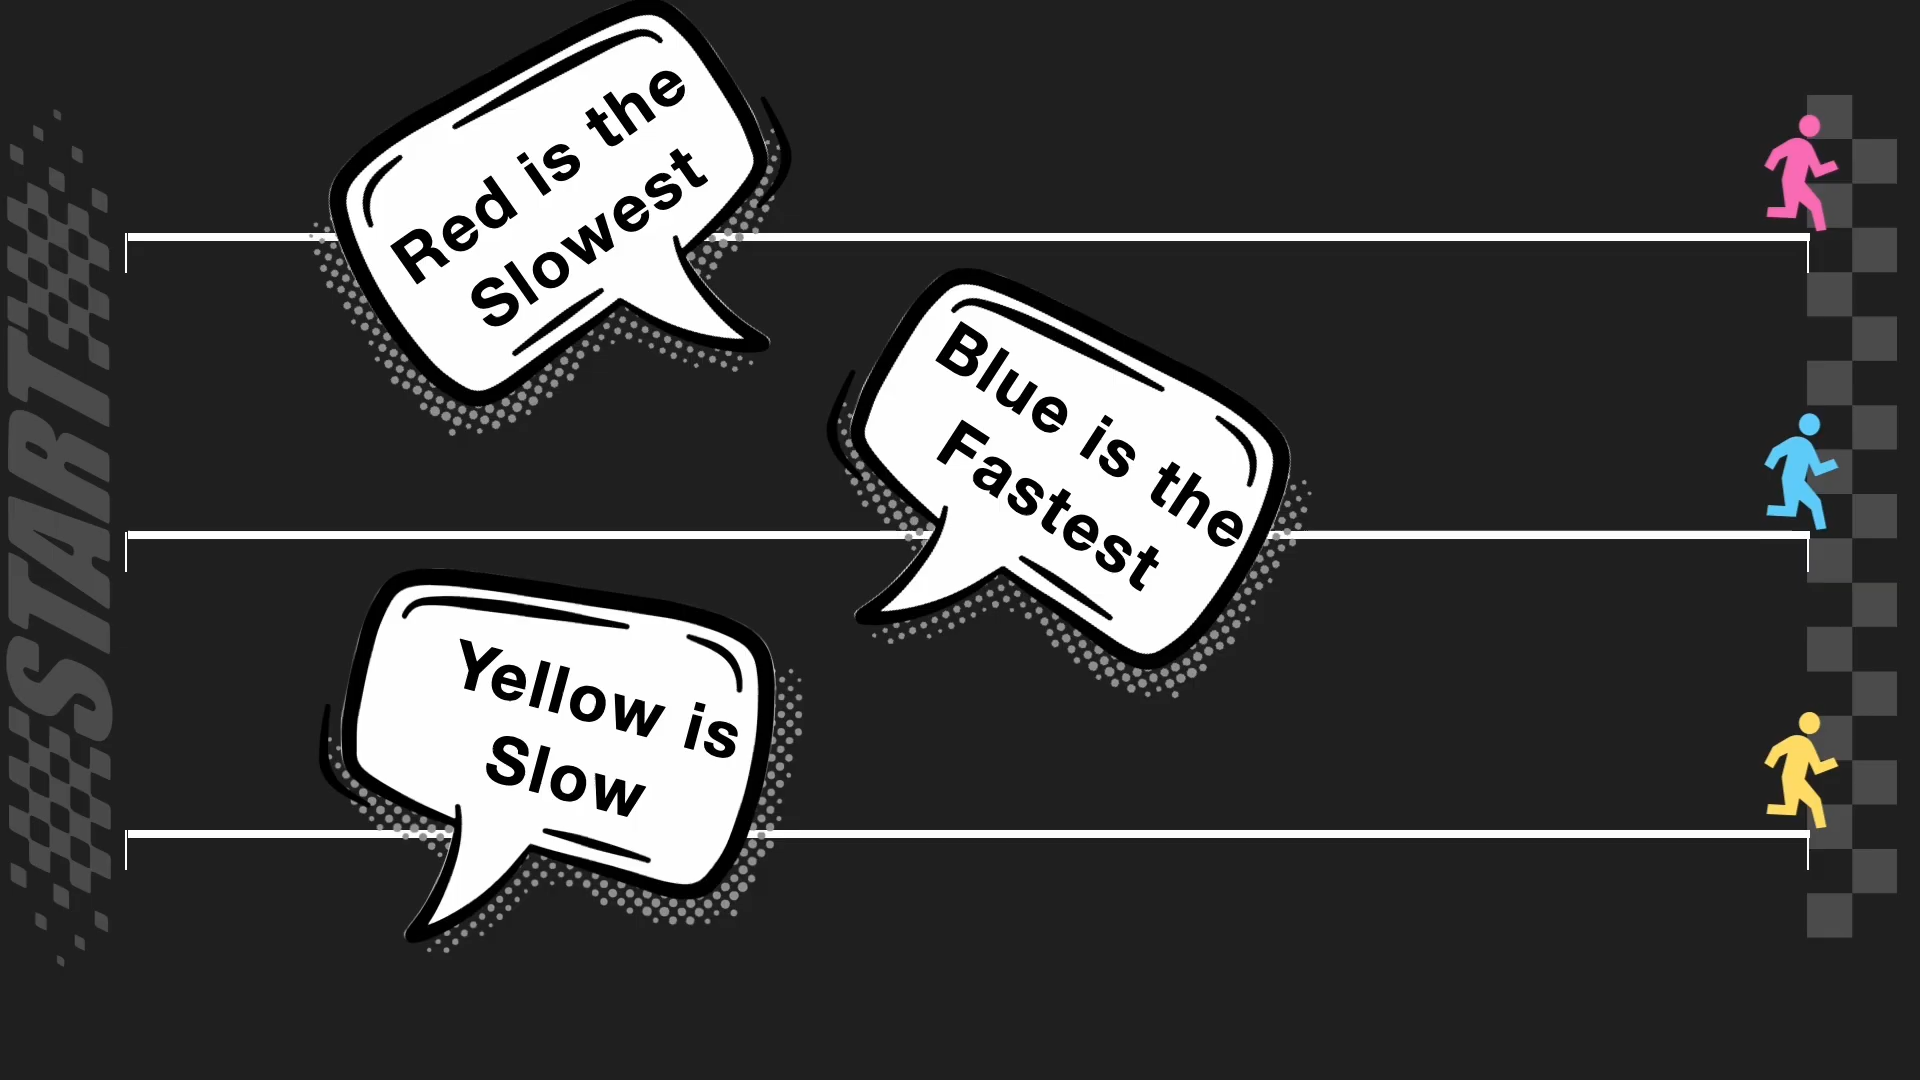 START
Red is the
Slowest
Blue is the
Fastest
Yellow is
Slow